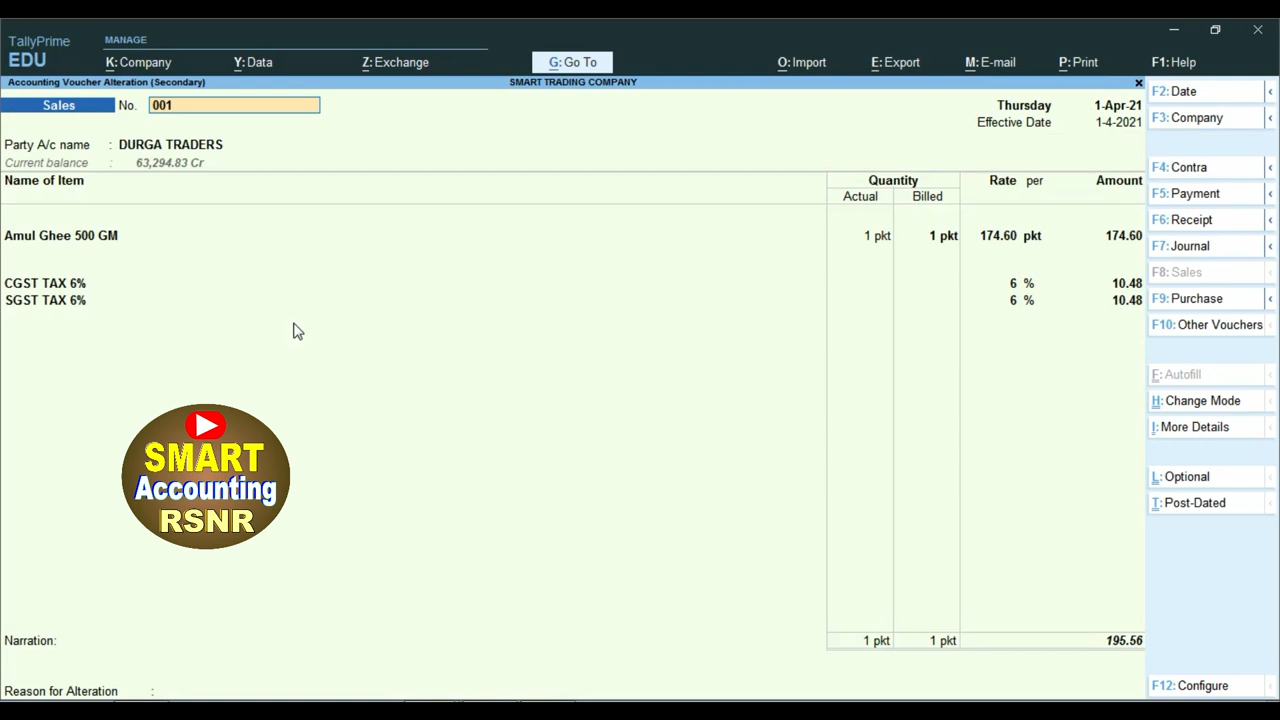 TallyPrime
EDU
MANAGE
K: Company
Y: Data
Z: Exchange
G: Go To
O: Import
E: Export
M: E-mail
P: Print
F1: Help
Accounting Voucher Alteration (Secondary)
SMART TRADING COMPANY
Sales No. 001
Thursday 1-Apr-21
Effective Date 1-4-2021
Party A/c name : DURGA TRADERS
Current balance : 63,294.83 Cr
Name of Item Quantity Rate per Amount
Actual Billed
Amul Ghee 500 GM 1 pkt 1 pkt 174.60 pkt 174.60
CGST TAX 6% 6 % 10.48
SGST TAX 6% 6 % 10.48
SMART
Accounting
RSNR
Narration: 1 pkt 1 pkt 195.56
Reason for Alteration :
F2: Date
F3: Company
F4: Contra
F5: Payment
F6: Receipt
F7: Journal
F8: Sales
F9: Purchase
F10: Other Vouchers
F: Autofill
H: Change Mode
I: More Details
L: Optional
T: Post-Dated
F12: Configure